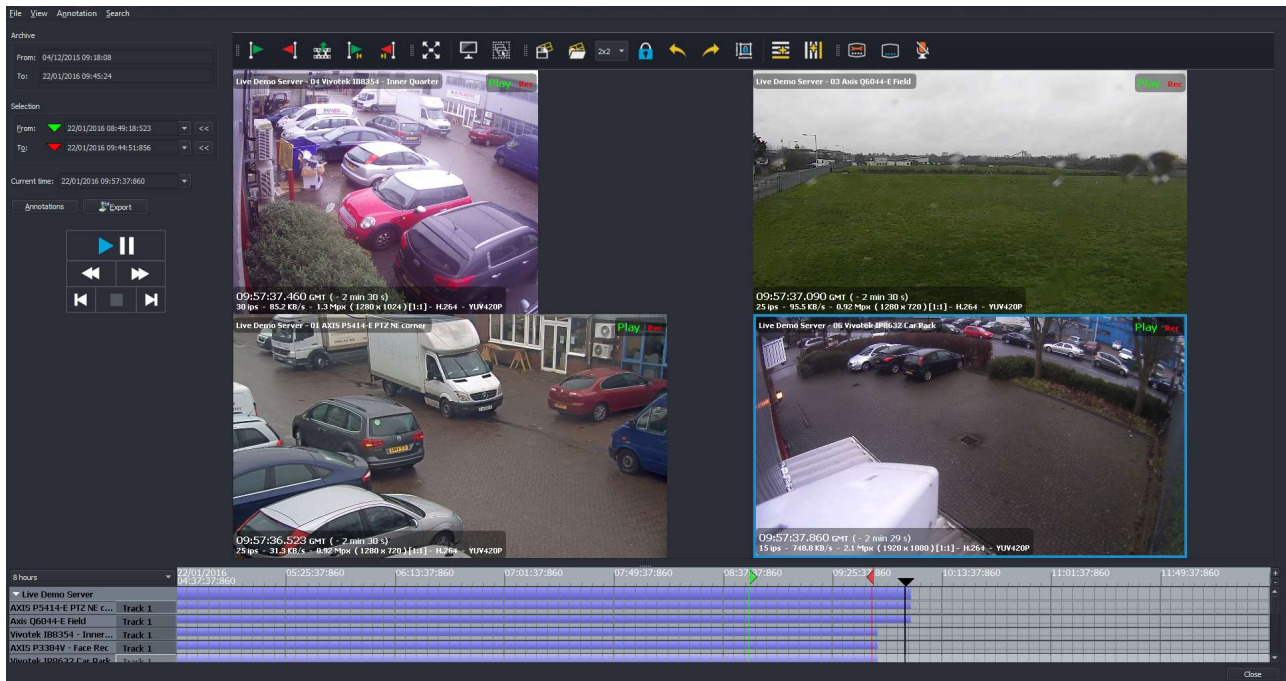 File View Annotation Search
Archive
From: 04/12/2015 09:18:08
To: 22/01/2016 09:45:24
Selection
From: 22/01/2016 08:49:18:523 <<
To: 22/01/2016 09:44:51:856 <<
Current time: 22/01/2016 09:57:37:860
Annotations Export
2x2
Live Demo Server - 04 Vivotek IB8354 - Inner Quarter Play Rec
09:57:37.460 GMT ( - 2 min 30 s)
30 ips - 85.2 KB/s - 1.3 Mpx ( 1280 x 1024 ) [1:1] - H.264 - YUV420P
Live Demo Server - 03 Axis Q6044-E Field Play Rec
09:57:37.090 GMT ( - 2 min 30 s)
25 ips - 95.5 KB/s - 0.92 Mpx ( 1280 x 720 ) [1:1] - H.264 - YUV420P
Live Demo Server - 01 AXIS P5414-E PTZ NE corner Play Rec
09:57:36.523 GMT ( - 2 min 30 s)
25 ips - 31.3 KB/s - 0.92 Mpx ( 1280 x 720 ) [1:1] - H.264 - YUV420P
Live Demo Server - 06 Vivotek IP8632 Car Park Play Rec
09:57:37.860 GMT ( - 2 min 29 s)
15 ips - 748.8 KB/s - 2.1 Mpx ( 1920 x 1080 ) [1:1] - H.264 - YUV420P
8 hours
22/01/2016
04:37:37:860 05:25:37:860 06:13:37:860 07:01:37:860 07:49:37:860 08:37:37:860 09:25:37:860 10:13:37:860 11:01:37:860 11:49:37:860
Live Demo Server
AXIS P5414-E PTZ NE c... Track 1
Axis Q6044-E Field Track 1
Vivotek IB8354 - Inner... Track 1
AXIS P3384V - Face Rec Track 1
Vivotek IP8632 Car Park Track 1
Close